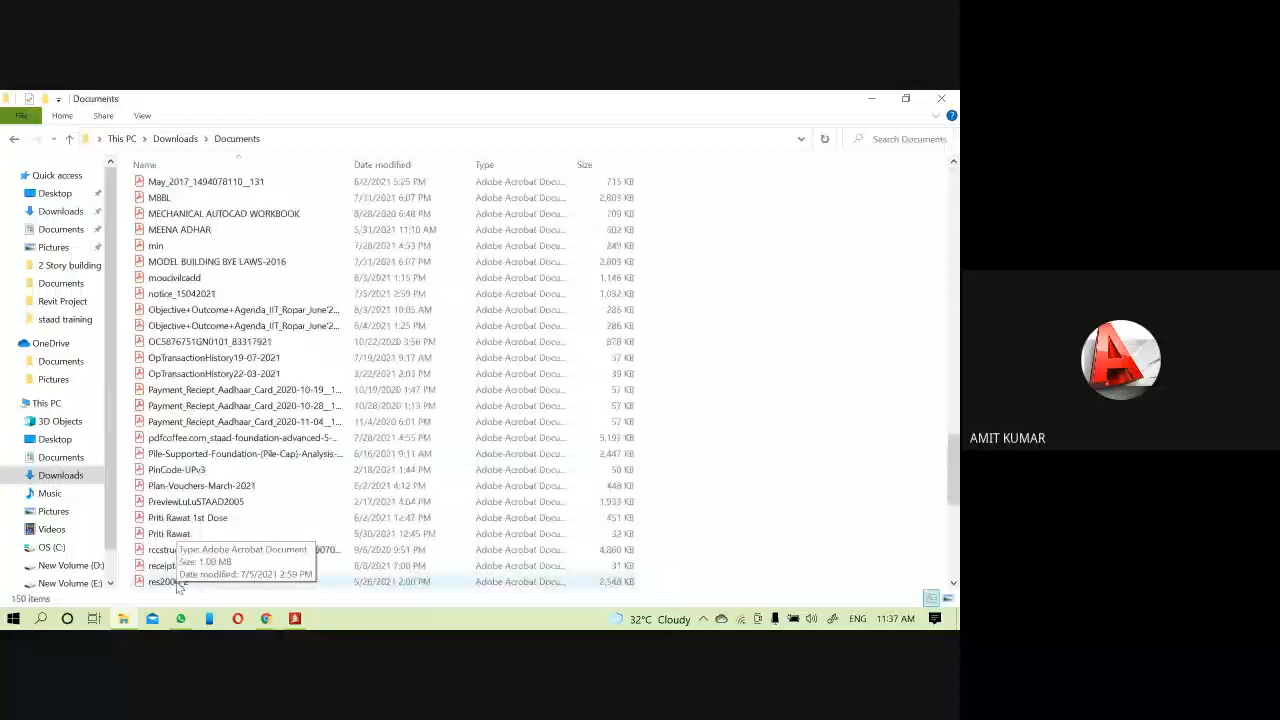 Documents
File Home Share View
This PC Downloads Documents
Search Documents
Name Date modified Type Size
Quick access
Desktop
Downloads
Documents
Pictures
2 Story building
Documents
Revit Project
staad training
OneDrive
Documents
Pictures
This PC
3D Objects
Desktop
Documents
Downloads
Music
Pictures
Videos
OS (C:)
New Volume (D:)
New Volume (E:)
May_2017_1494078110__131 6/2/2021 5:25 PM Adobe Acrobat Docu... 715 KB
MBBL 7/31/2021 6:07 PM Adobe Acrobat Docu... 2,809 KB
MECHANICAL AUTOCAD WORKBOOK 8/28/2020 6:48 PM Adobe Acrobat Docu... 709 KB
MEENA ADHAR 5/31/2021 11:10 AM Adobe Acrobat Docu... 602 KB
min 7/28/2021 4:53 PM Adobe Acrobat Docu... 249 KB
MODEL BUILDING BYE LAWS-2016 7/31/2021 6:07 PM Adobe Acrobat Docu... 2,809 KB
moucivilcadd 8/3/2021 1:15 PM Adobe Acrobat Docu... 1,146 KB
notice_15042021 7/5/2021 2:59 PM Adobe Acrobat Docu... 1,032 KB
Objective+Outcome+Agenda_IIT_Ropar_June'2... 6/3/2021 10:05 AM Adobe Acrobat Docu... 286 KB
Objective+Outcome+Agenda_IIT_Ropar_June'2... 6/4/2021 1:25 PM Adobe Acrobat Docu... 286 KB
OC5876751GN0101_83317921 10/22/2020 3:56 PM Adobe Acrobat Docu... 878 KB
OpTransactionHistory19-07-2021 7/19/2021 9:17 AM Adobe Acrobat Docu... 37 KB
OpTransactionHistory22-03-2021 3/22/2021 2:03 PM Adobe Acrobat Docu... 39 KB
Payment_Reciept_Aadhaar_Card_2020-10-19__1... 10/19/2020 1:47 PM Adobe Acrobat Docu... 57 KB
Payment_Reciept_Aadhaar_Card_2020-10-28__1... 10/28/2020 1:13 PM Adobe Acrobat Docu... 57 KB
Payment_Reciept_Aadhaar_Card_2020-11-04__1... 11/4/2020 6:01 PM Adobe Acrobat Docu... 57 KB
pdfcoffee.com_staad-foundation-advanced-5-... 7/28/2021 4:55 PM Adobe Acrobat Docu... 5,197 KB
Pile-Supported-Foundation-(Pile-Cap)-Analysis-... 6/16/2021 9:11 AM Adobe Acrobat Docu... 2,447 KB
PinCode-UPv3 2/18/2021 1:44 PM Adobe Acrobat Docu... 50 KB
Plan-Vouchers-March-2021 6/2/2021 4:12 PM Adobe Acrobat Docu... 448 KB
PreviewLuLuSTAAD2005 2/17/2021 4:04 PM Adobe Acrobat Docu... 1,933 KB
Priti Rawat 1st Dose 6/2/2021 12:47 PM Adobe Acrobat Docu... 451 KB
Priti Rawat 5/30/2021 12:45 PM Adobe Acrobat Docu... 32 KB
9/6/2020 9:51 PM Adobe Acrobat Docu... 4,860 KB
8/8/2021 7:00 PM Adobe Acrobat Docu... 31 KB
5/26/2021 2:00 PM Adobe Acrobat Docu... 2,548 KB
Type: Adobe Acrobat Document
Size: 1.00 MB
Date modified: 7/5/2021 2:59 PM
150 items
32°C Cloudy ENG 11:37 AM
AMIT KUMAR